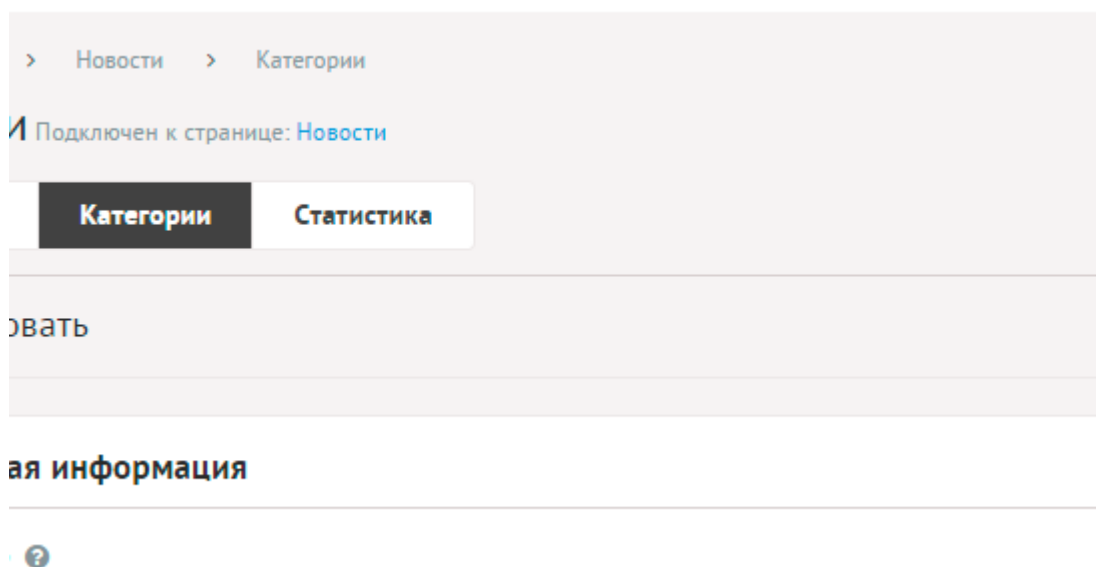 > Новости > Категории
и Подключен к странице: Новости
Категории Статистика
овать
ая информация